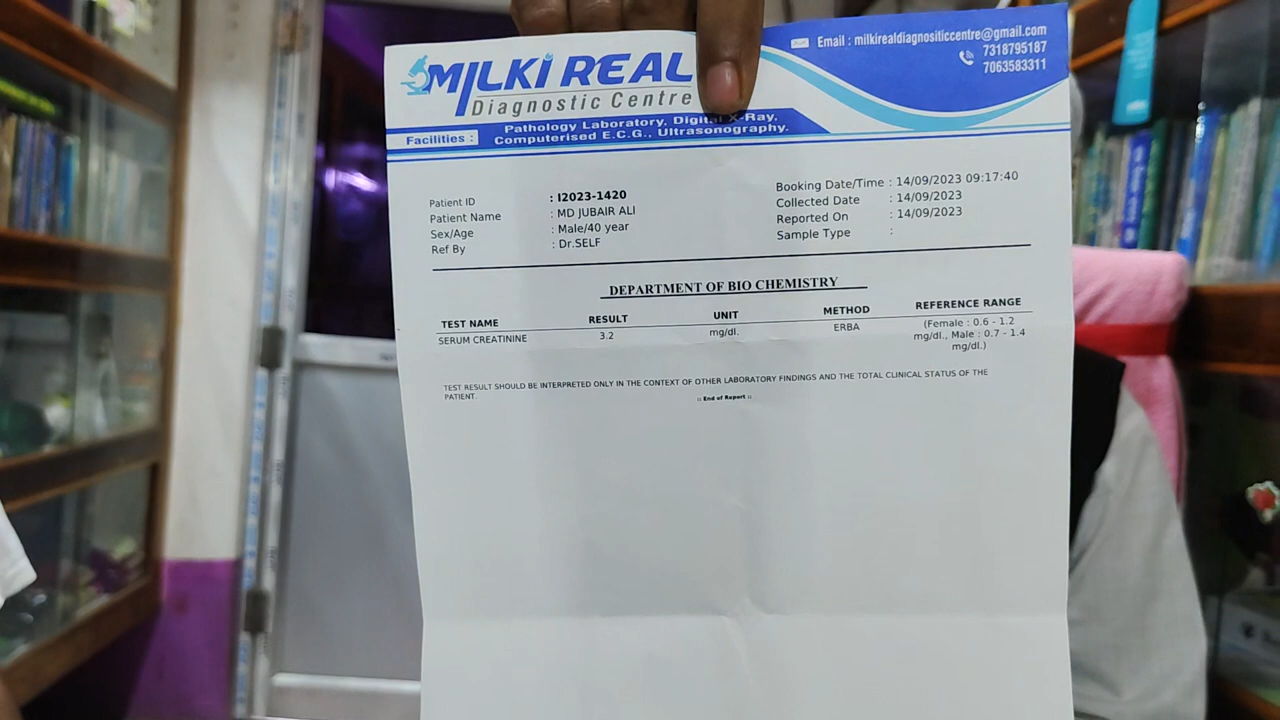 MILKI REAL
Diagnostic Centre
Email : milkirealdiagnositiccentre@gmail.com
7318795187
7063583311
Facilities : Pathology Laboratory, Digital X-Ray,
Computerised E.C.G., Ultrasonography.
Patient ID : I2023-1420
Patient Name : MD JUBAIR ALI
Sex/Age : Male/40 year
Ref By : Dr.SELF
Booking Date/Time : 14/09/2023 09:17:40
Collected Date : 14/09/2023
Reported On : 14/09/2023
Sample Type :
DEPARTMENT OF BIO CHEMISTRY
TEST NAME RESULT UNIT METHOD REFERENCE RANGE
SERUM CREATININE 3.2 mg/dl. ERBA (Female : 0.6 - 1.2
mg/dl., Male : 0.7 - 1.4
mg/dl.)
TEST RESULT SHOULD BE INTERPRETED ONLY IN THE CONTEXT OF OTHER LABORATORY FINDINGS AND THE TOTAL CLINICAL STATUS OF THE
PATIENT.
:: End of Report ::